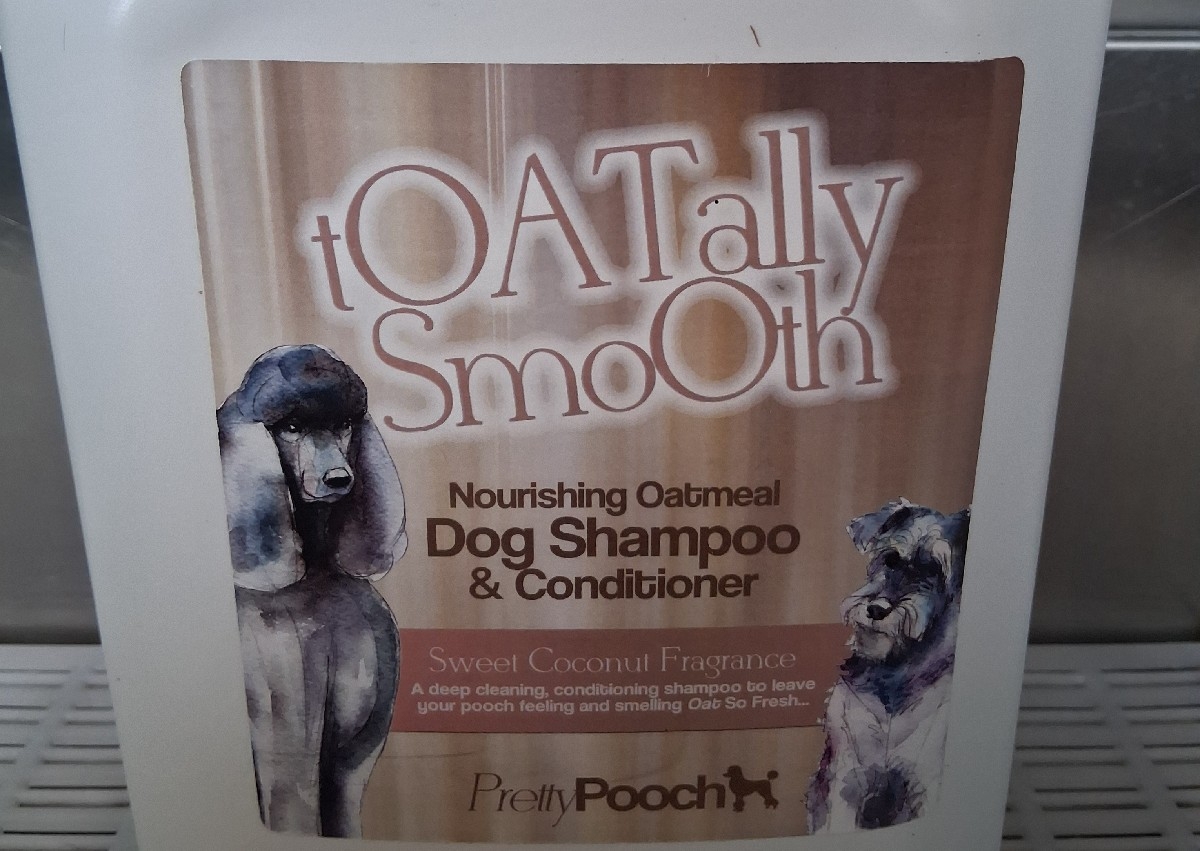 tOATally
SmoOth
Nourishing Oatmeal
Dog Shampoo
& Conditioner
Sweet Coconut Fragrance
A deep cleaning, conditioning shampoo to leave
your pooch feeling and smelling Oat So Fresh...
PrettyPooch